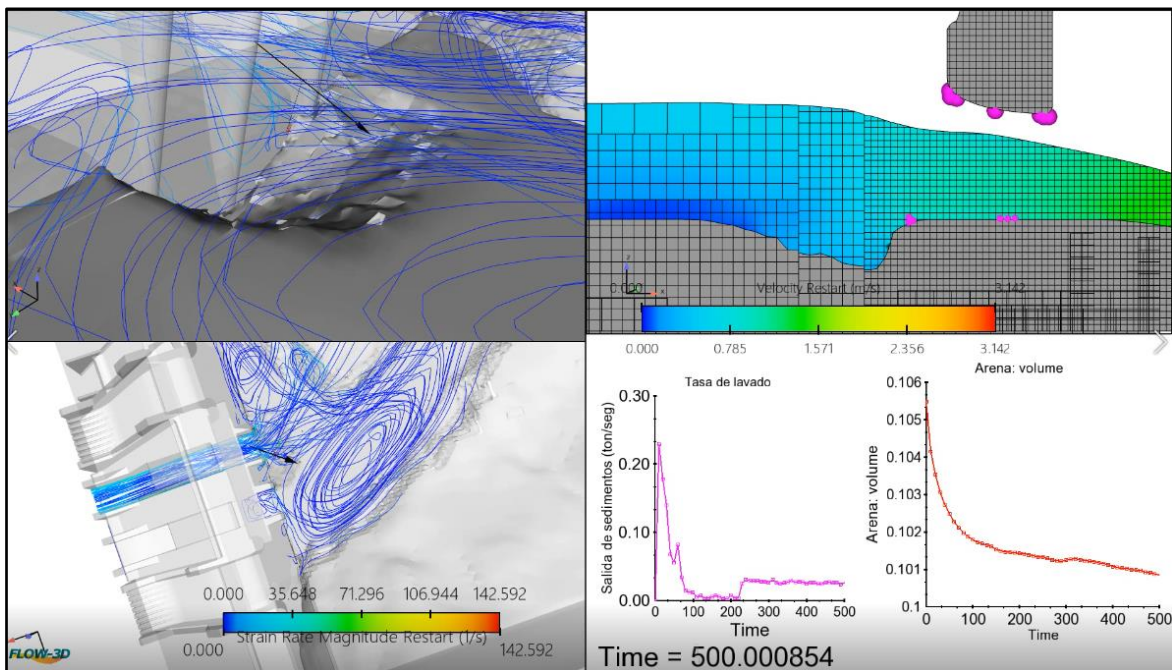 0.000
Velocity Restart (m/s)
3.142
0.000 0.785 1.571 2.356 3.142
0.000 35.648 71.296 106.944 142.592
Strain Rate Magnitude Restart (1/s)
0.000
142.592
FLOW-3D
Tasa de lavado
Salida de sedimentos (ton/seg)
0.30
0.20
0.10
0.00
0 100 200 300 400 500
Time
Arena: volume
Arena: volume
0.106
0.105
0.104
0.103
0.102
0.101
0.1
0 100 200 300 400 500
Time
Time = 500.000854